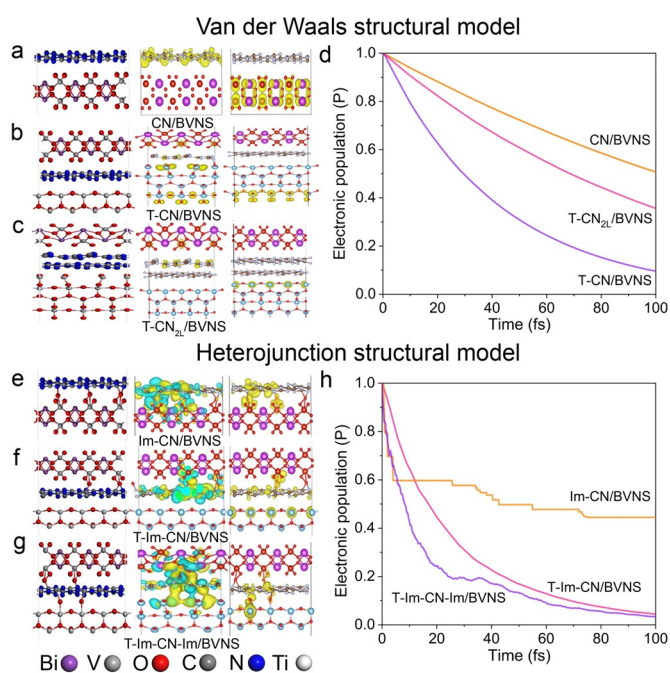 Van der Waals structural model
a
CN/BVNS
b
T-CN/BVNS
c
T-CN2L/BVNS
d
Electronic population (P)
1.0
0.8
0.6
0.4
0.2
0.0
CN/BVNS
T-CN2L/BVNS
T-CN/BVNS
0 20 40 60 80 100
Time (fs)
Heterojunction structural model
e
Im-CN/BVNS
f
T-Im-CN/BVNS
g
T-Im-CN-Im/BVNS
Bi V O C N Ti
h
Electronic population (P)
1.0
0.8
0.6
0.4
0.2
0.0
Im-CN/BVNS
T-Im-CN/BVNS
T-Im-CN-Im/BVNS
0 20 40 60 80 100
Time (fs)